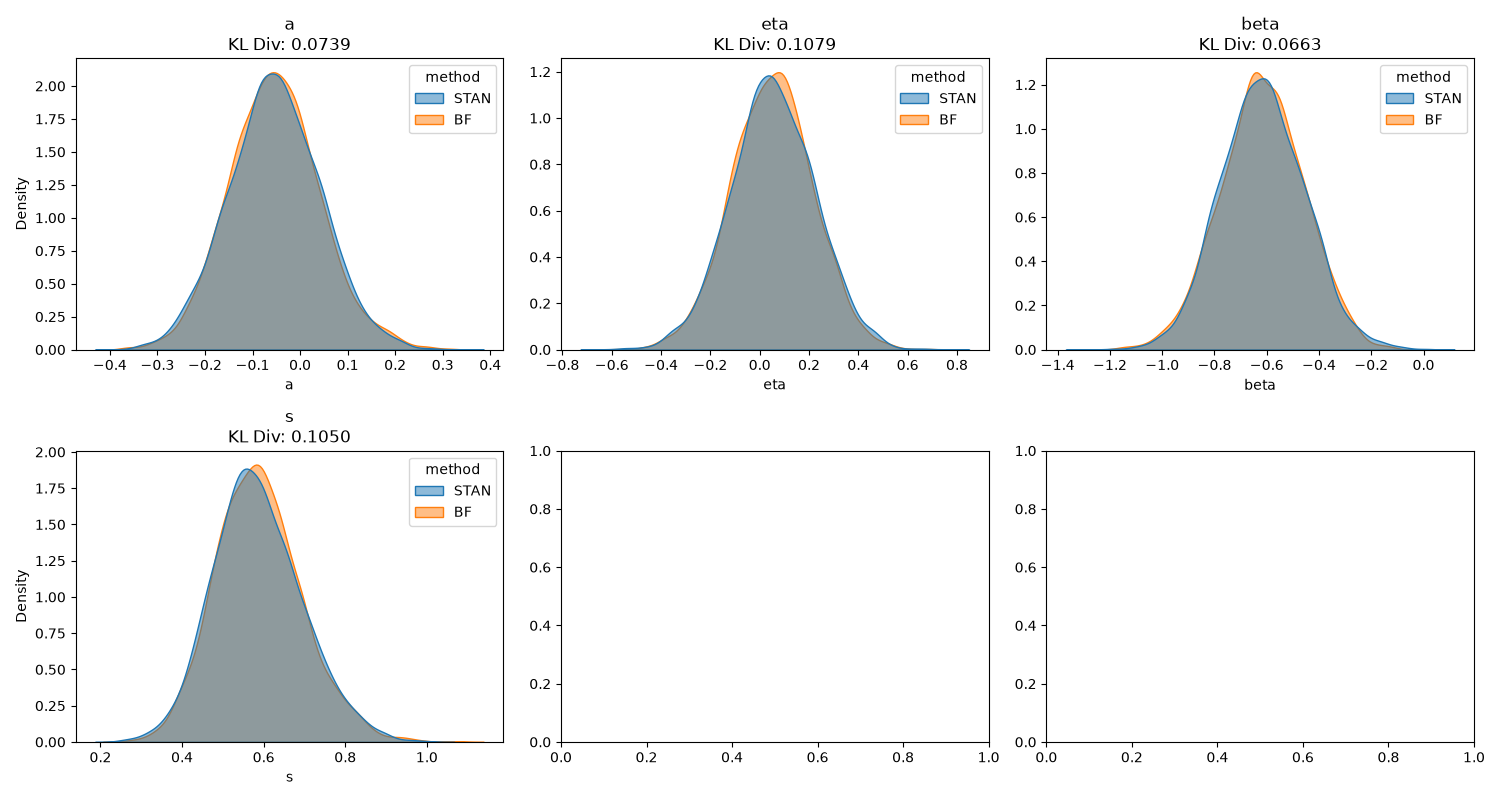 a
KL Div: 0.0739
Density
2.00
1.75
1.50
1.25
1.00
0.75
0.50
0.25
0.00
−0.4 −0.3 −0.2 −0.1 0.0 0.1 0.2 0.3 0.4
a
method
STAN
BF
eta
KL Div: 0.1079
1.2
1.0
0.8
0.6
0.4
0.2
0.0
−0.8 −0.6 −0.4 −0.2 0.0 0.2 0.4 0.6 0.8
eta
method
STAN
BF
beta
KL Div: 0.0663
1.2
1.0
0.8
0.6
0.4
0.2
0.0
−1.4 −1.2 −1.0 −0.8 −0.6 −0.4 −0.2 0.0
beta
method
STAN
BF
s
KL Div: 0.1050
Density
2.00
1.75
1.50
1.25
1.00
0.75
0.50
0.25
0.00
0.2 0.4 0.6 0.8 1.0
s
method
STAN
BF
1.0
0.8
0.6
0.4
0.2
0.0
0.0 0.2 0.4 0.6 0.8 1.0
1.0
0.8
0.6
0.4
0.2
0.0
0.0 0.2 0.4 0.6 0.8 1.0